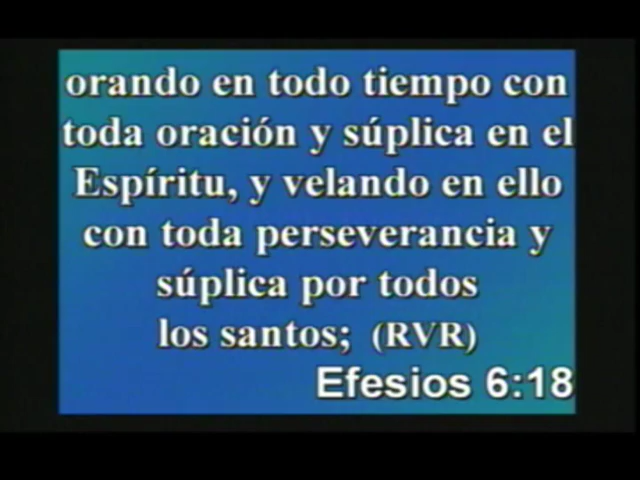 orando en todo tiempo con
toda oración y súplica en el
Espíritu, y velando en ello
con toda perseverancia y
súplica por todos
los santos; (RVR)
Efesios 6:18